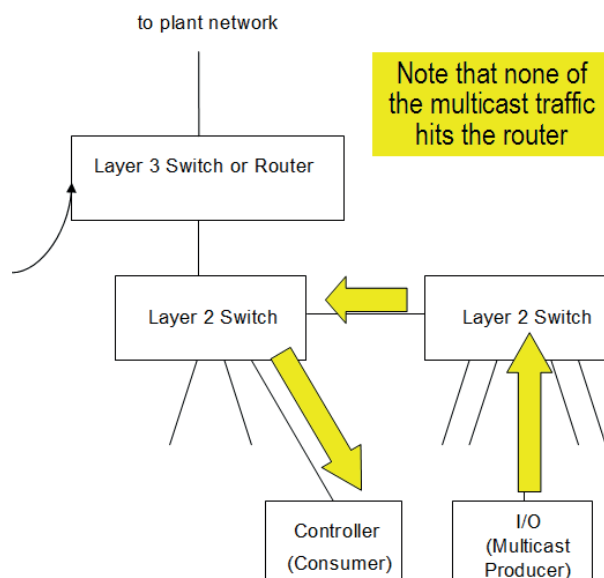 to plant network
Note that none of
the multicast traffic
hits the router
Layer 3 Switch or Router
Layer 2 Switch
Layer 2 Switch
Controller
(Consumer)
I/O
(Multicast
Producer)